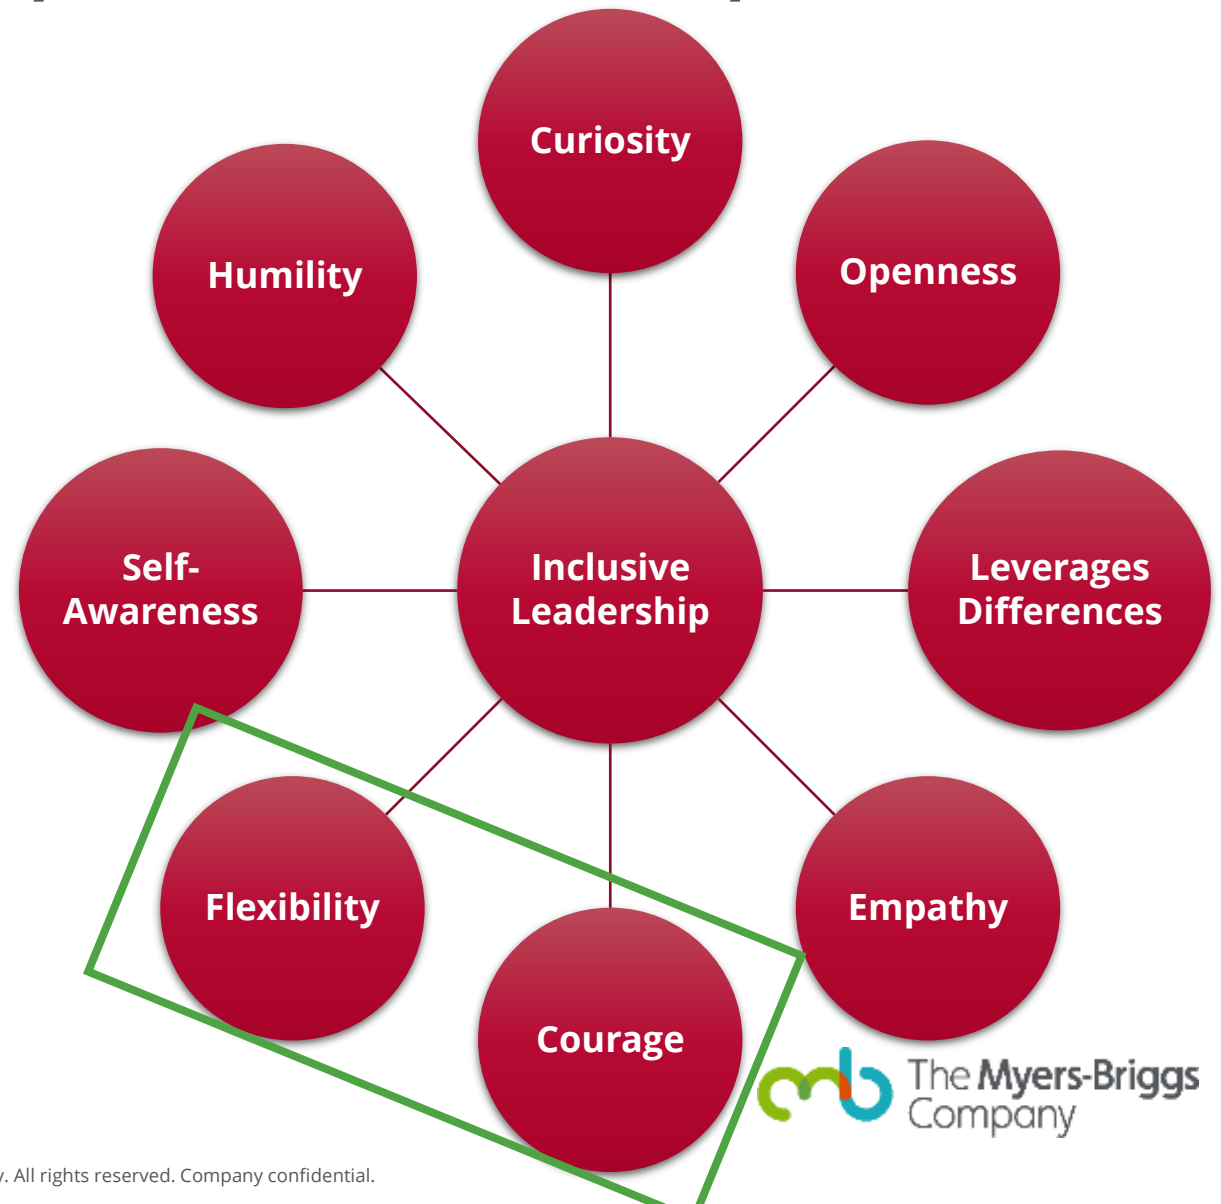 Curiosity
Humility
Openness
Self-
Awareness
Inclusive
Leadership
Leverages
Differences
Flexibility
Empathy
Courage
The Myers-Briggs
Company
. All rights reserved. Company confidential.